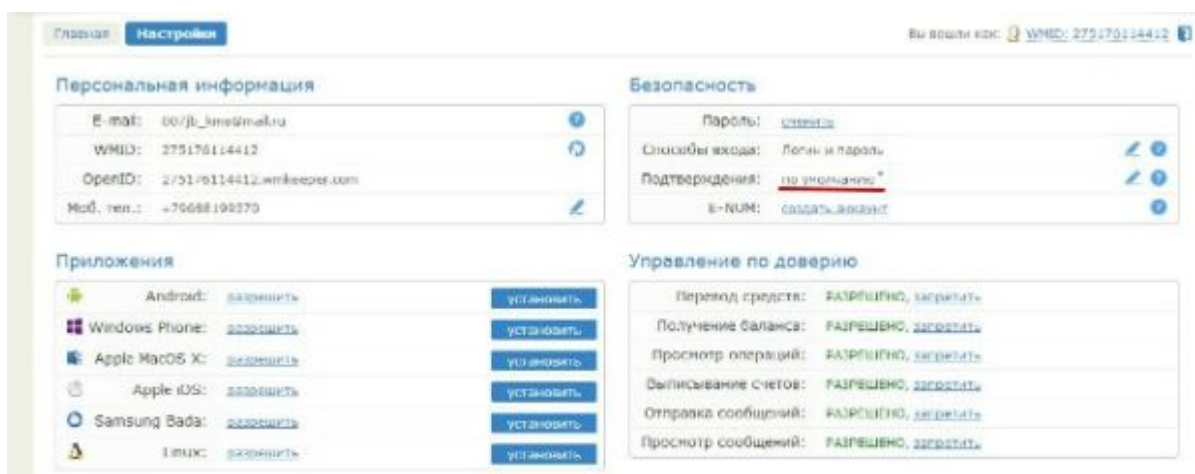 Главная Настройки
Вы вошли как: WMID: 275176114412
Персональная информация
E-mail:
WMID: 275176114412
OpenID: 275176114412.wmkeeper.com
Моб. тел.:
Приложения
Android: разрешить установить
Windows Phone: разрешить установить
Apple MacOS X: разрешить установить
Apple iOS: разрешить установить
Samsung Bada: разрешить установить
Linux: разрешить установить
Безопасность
Пароль: сменить
Способы входа: Логин и пароль
Подтверждения: по умолчанию *
E-NUM: создать аккаунт
Управление по доверию
Перевод средств: РАЗРЕШЕНО, запретить
Получение баланса: РАЗРЕШЕНО, запретить
Просмотр операций: РАЗРЕШЕНО, запретить
Выписывание счетов: РАЗРЕШЕНО, запретить
Отправка сообщений: РАЗРЕШЕНО, запретить
Просмотр сообщений: РАЗРЕШЕНО, запретить